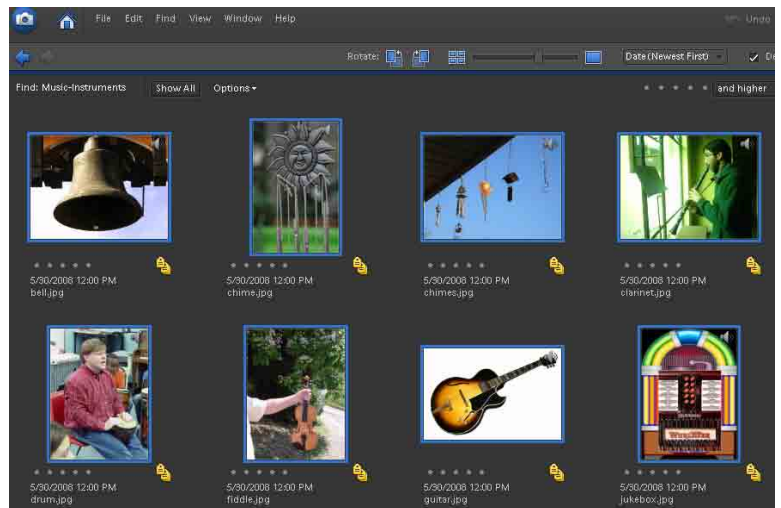 File Edit Find View Window Help
Undo
Rotate:
Date (Newest First)
Find: Music-Instruments
Show All
Options
and higher
5/30/2008 12:00 PM
bell.jpg
5/30/2008 12:00 PM
chime.jpg
5/30/2008 12:00 PM
chimes.jpg
5/30/2008 12:00 PM
clarinet.jpg
5/30/2008 12:00 PM
drum.jpg
5/30/2008 12:00 PM
fiddle.jpg
5/30/2008 12:00 PM
guitar.jpg
WurliTzer
5/30/2008 12:00 PM
jukebox.jpg